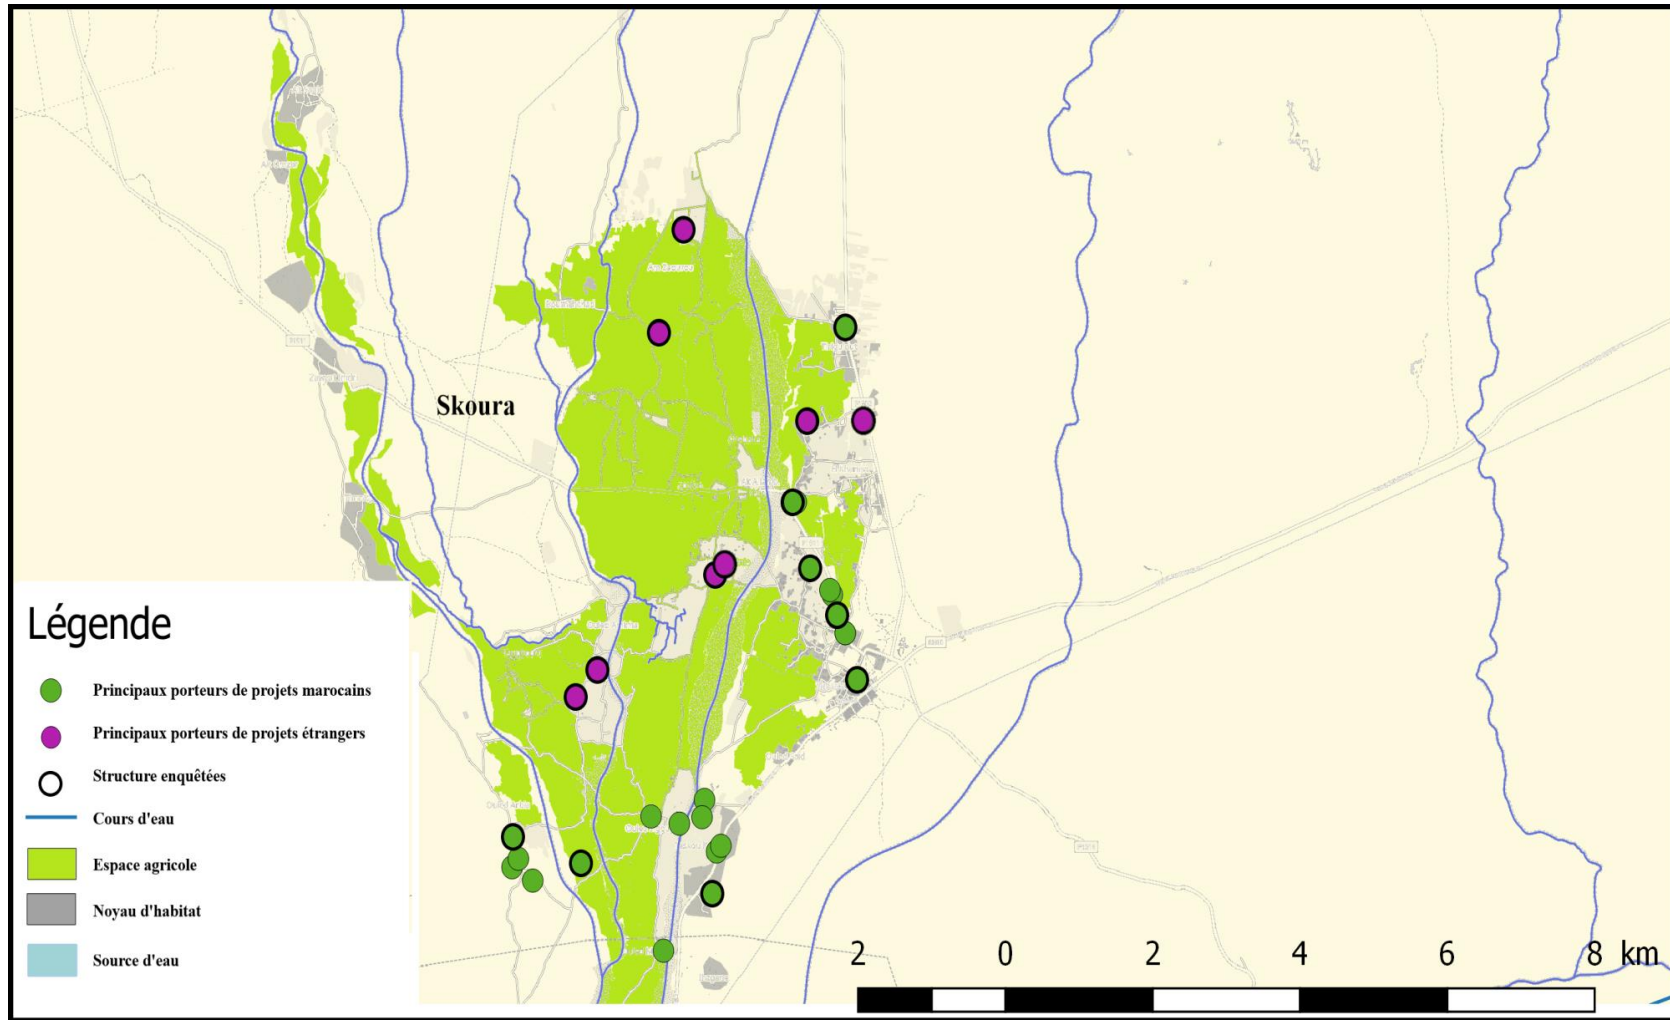 Skoura
Légende
Principaux porteurs de projets marocains
Principaux porteurs de projets étrangers
Structure enquêtées
Cours d'eau
Espace agricole
Noyau d'habitat
Source d'eau
2 0 2 4 6 8 km